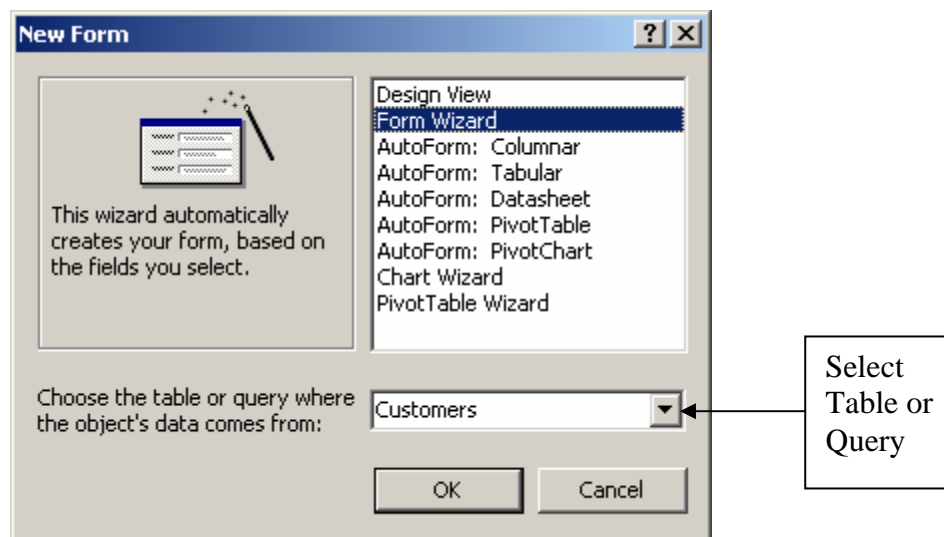 New Form
This wizard automatically
creates your form, based on
the fields you select.
Design View
Form Wizard
AutoForm: Columnar
AutoForm: Tabular
AutoForm: Datasheet
AutoForm: PivotTable
AutoForm: PivotChart
Chart Wizard
PivotTable Wizard
Choose the table or query where
the object's data comes from:
Customers
OK
Cancel
Select
Table or
Query